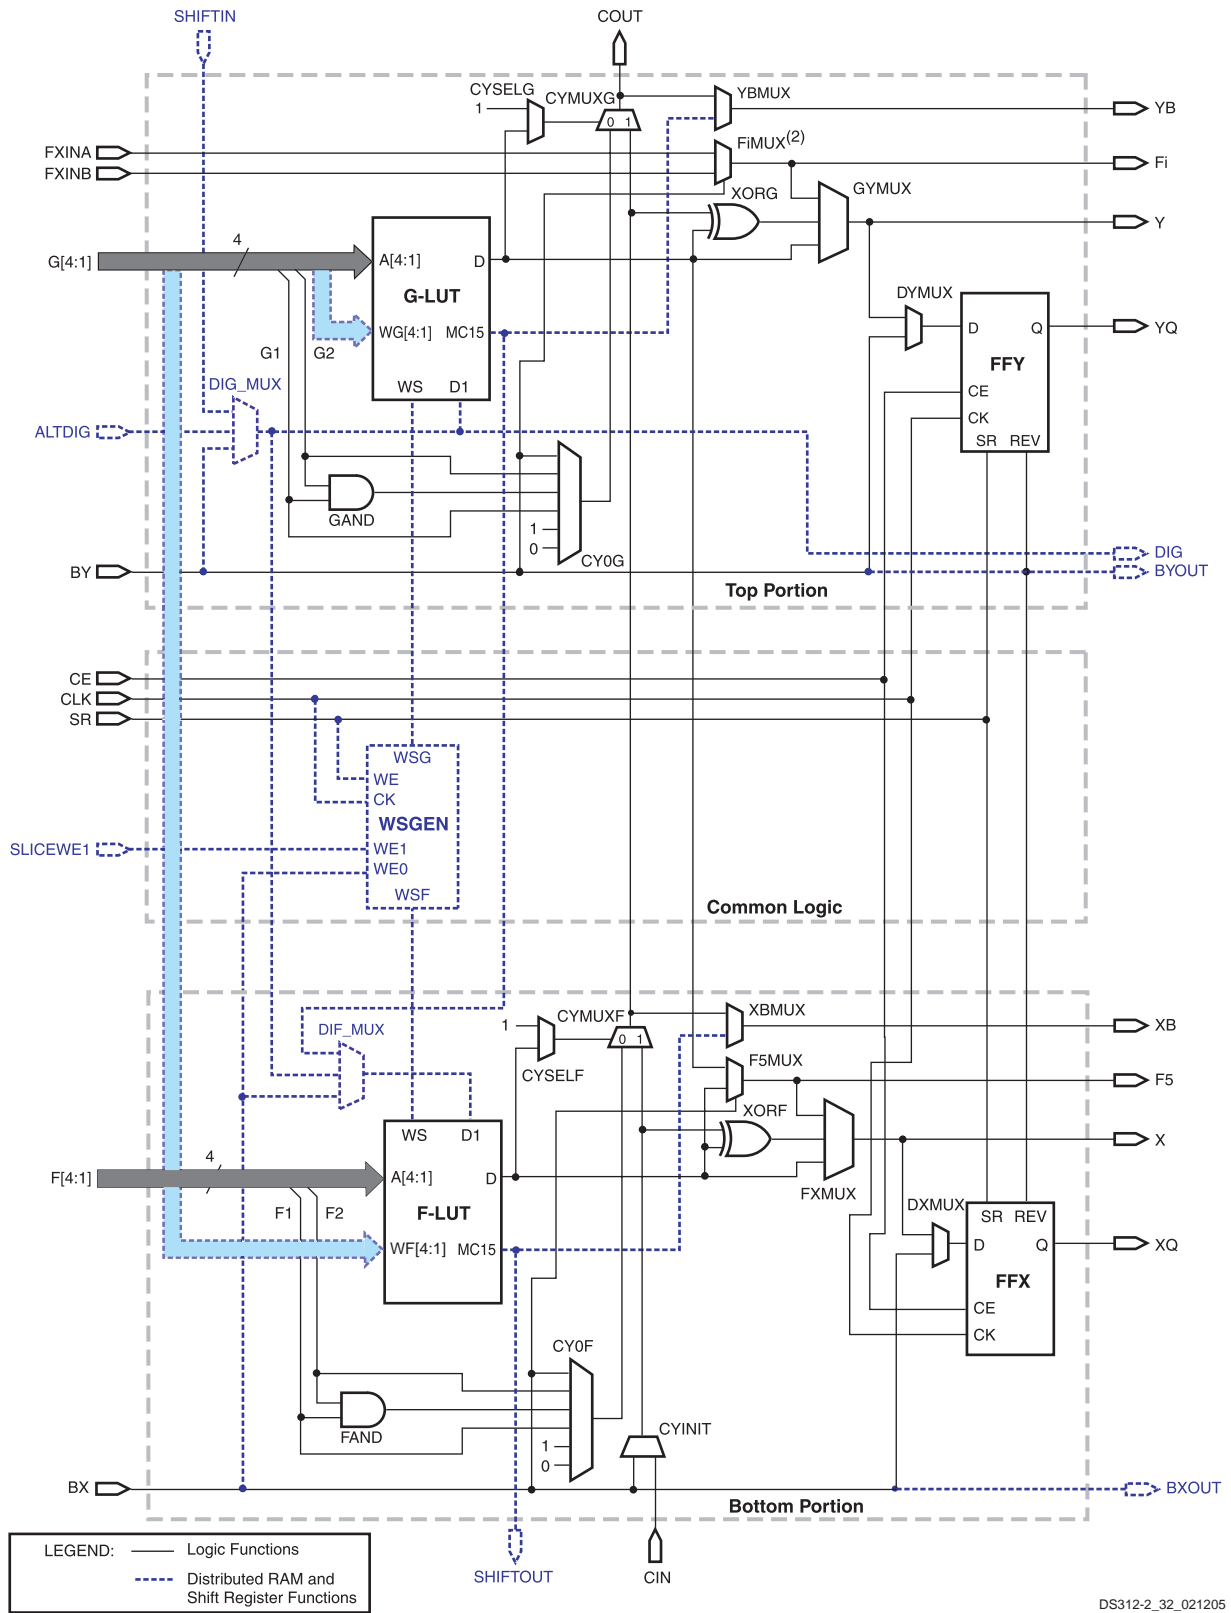 SHIFTIN
COUT
CYSELG
CYMUXG
YBMUX
1
0 1
YB
FXINA
FXINB
FiMUX(2)
Fi
XORG
GYMUX
Y
G[4:1]
4
A[4:1]
D
G-LUT
WG[4:1]
MC15
WS
D1
G1
G2
DYMUX
D
Q
YQ
FFY
CE
CK
SR
REV
DIG_MUX
ALTDIG
GAND
1
0
CY0G
DIG
BY
BYOUT
Top Portion
CE
CLK
SR
WSG
WE
CK
WSGEN
SLICEWE1
WE1
WE0
WSF
Common Logic
XBMUX
CYMUXF
1
0 1
XB
DIF_MUX
CYSELF
F5MUX
F5
XORF
WS
D1
X
F[4:1]
4
A[4:1]
D
FXMUX
F-LUT
F1
F2
WF[4:1]
MC15
DXMUX
SR
REV
D
Q
XQ
FFX
CE
CK
CY0F
FAND
1
0
CYINIT
BX
BXOUT
Bottom Portion
LEGEND:
Logic Functions
Distributed RAM and
Shift Register Functions
SHIFTOUT
CIN
DS312-2_32_021205